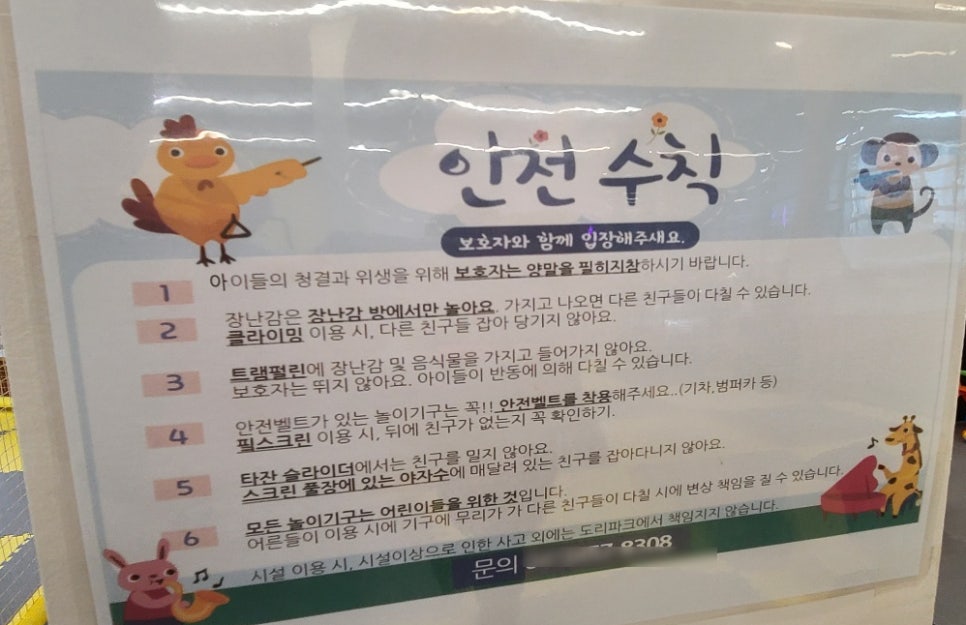 안전 수칙
보호자와 함께 입장해주새요.
1 아이들의 청결과 위생을 위해 보호자는 양말을 필히지참하시기 바랍니다.
2 장난감은 장난감 방에서만 놀아요. 가지고 나오면 다른 친구들이 다칠 수 있습니다.
클라이밍 이용 시, 다른 친구들 잡아 당기지 않아요.
3 트램펄린에 장난감 및 음식물을 가지고 들어가지 않아요.
보호자는 뛰지 않아요. 아이들이 반동에 의해 다칠 수 있습니다.
4 안전벨트가 있는 놀이기구는 꼭!! 안전벨트를 착용해주세요..(기차,범퍼카 등)
필스크린 이용 시, 뒤에 친구가 없는지 꼭 확인하기.
5 타잔 슬라이더에서는 친구를 밀지 않아요.
스크린 풀장에 있는 야자수에 매달려 있는 친구를 잡아다니지 않아요.
6 모든 놀이기구는 어린이들을 위한 것입니다.
어른들이 이용 시에 기구에 무리가 가 다른 친구들이 다칠 시에 변상 책임을 질 수 있습니다.
시설 이용 시, 시설이상으로 인한 사고 외에는 도리파크에서 책임지지 않습니다.
문의 8308